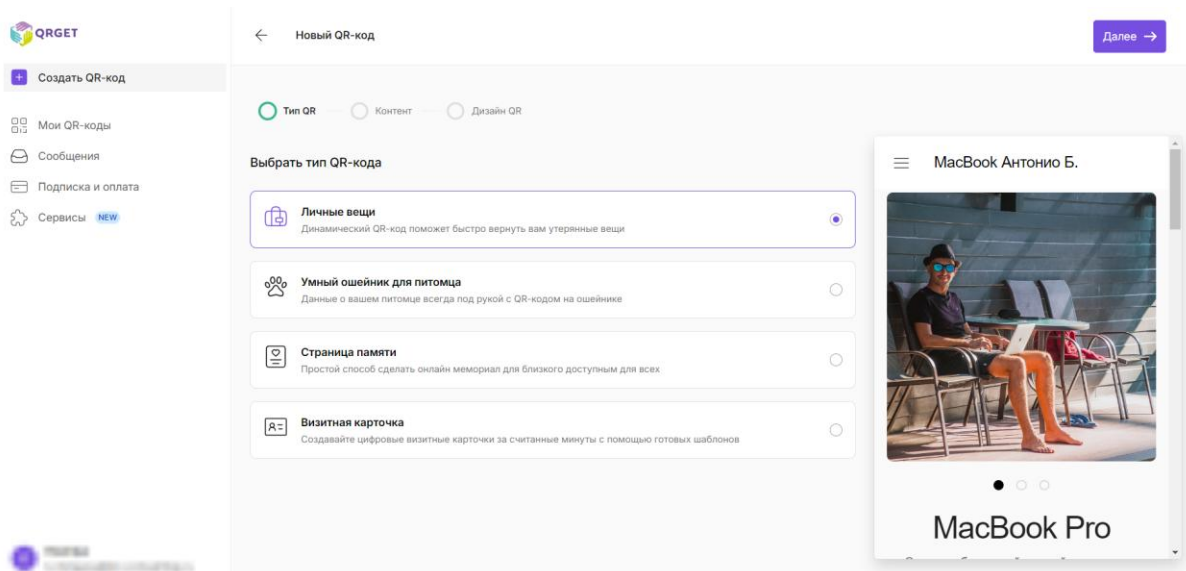 QRGET
Новый QR-код
Далее →
Создать QR-код
Мои QR-коды
Сообщения
Подписка и оплата
Сервисы NEW
Тип QR
Контент
Дизайн QR
Выбрать тип QR-кода
Личные вещи
Динамический QR-код поможет быстро вернуть вам утерянные вещи
Умный ошейник для питомца
Данные о вашем питомце всегда под рукой с QR-кодом на ошейнике
Страница памяти
Простой способ сделать онлайн мемориал для близкого доступным для всех
Визитная карточка
Создавайте цифровые визитные карточки за считанные минуты с помощью готовых шаблонов
MacBook Антонио Б.
MacBook Pro